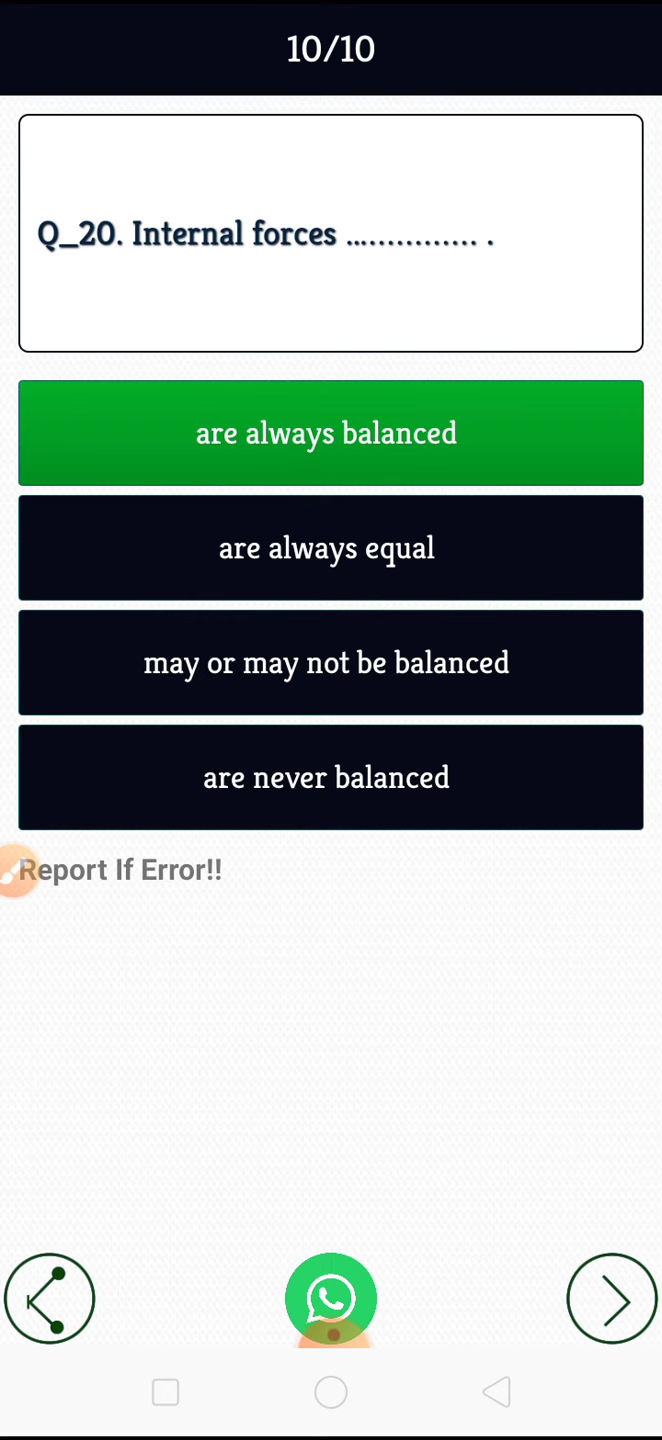 10/10
Q_20. Internal forces .............. .
are always balanced
are always equal
may or may not be balanced
are never balanced
Report If Error!!